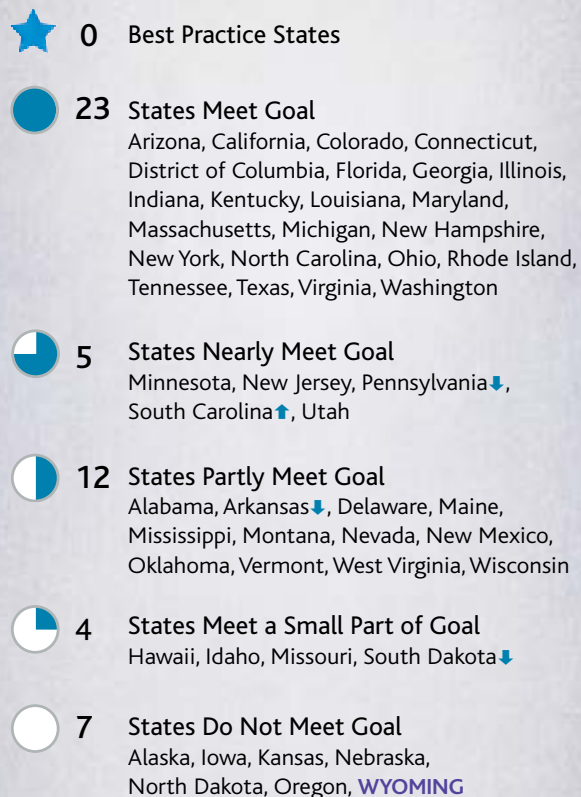 0 Best Practice States
23 States Meet Goal
Arizona, California, Colorado, Connecticut,
District of Columbia, Florida, Georgia, Illinois,
Indiana, Kentucky, Louisiana, Maryland,
Massachusetts, Michigan, New Hampshire,
New York, North Carolina, Ohio, Rhode Island,
Tennessee, Texas, Virginia, Washington
5 States Nearly Meet Goal
Minnesota, New Jersey, Pennsylvania⬇,
South Carolina⬆, Utah
12 States Partly Meet Goal
Alabama, Arkansas⬇, Delaware, Maine,
Mississippi, Montana, Nevada, New Mexico,
Oklahoma, Vermont, West Virginia, Wisconsin
4 States Meet a Small Part of Goal
Hawaii, Idaho, Missouri, South Dakota⬇
7 States Do Not Meet Goal
Alaska, Iowa, Kansas, Nebraska,
North Dakota, Oregon, WYOMING